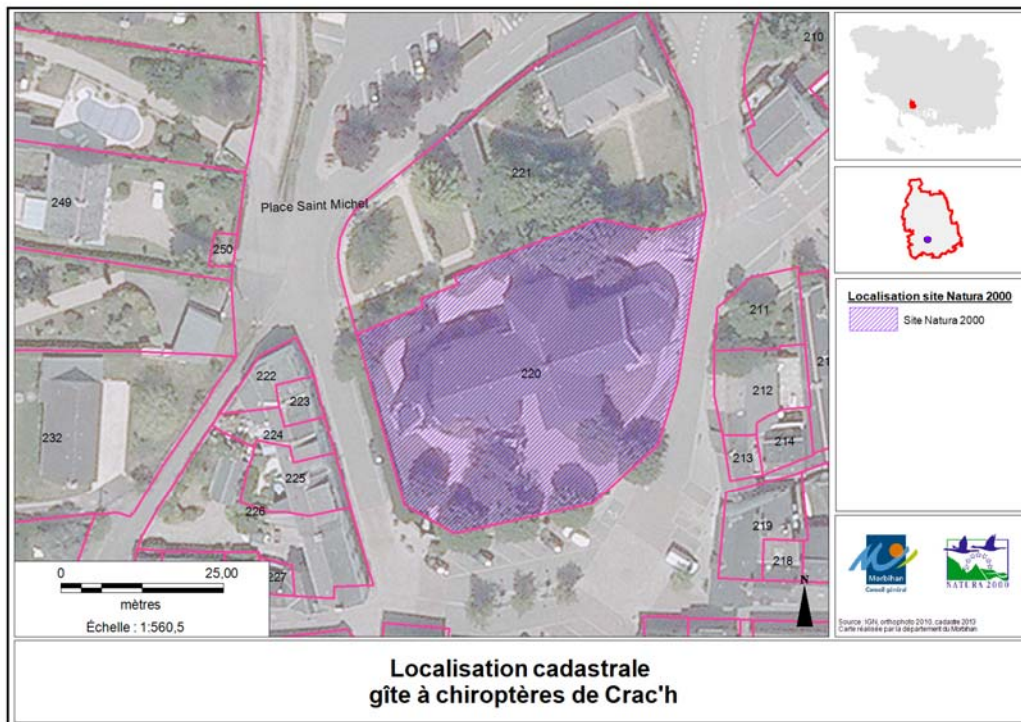 210
221
Place Saint Michel
249
250
211
222
220
223
212
21
232
224
214
213
225
226
219
227
218
N
0 25,00
mètres
Échelle : 1:560,5
Localisation site Natura 2000
Site Natura 2000
Morbihan
Conseil général
NATURA 2000
Source : IGN, orthophoto 2010, cadastre 2013
Carte réalisée par le département du Morbihan
Localisation cadastrale
gîte à chiroptères de Crac'h